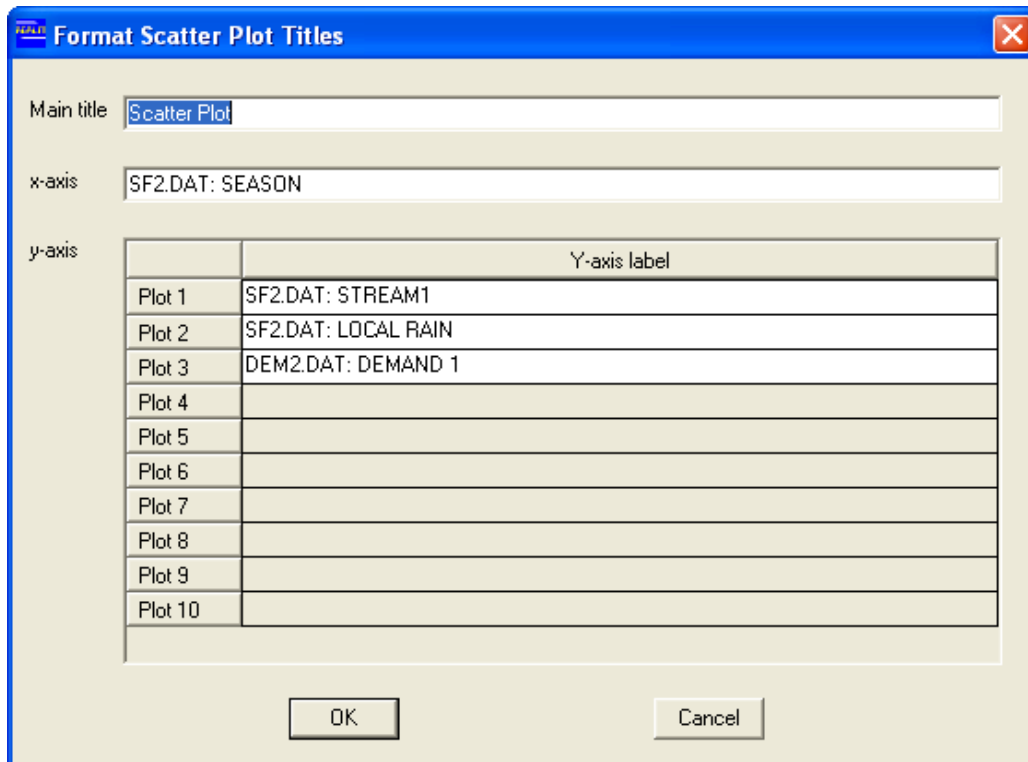 Format Scatter Plot Titles
Main title Scatter Plot
x-axis SF2.DAT: SEASON
y-axis
Y-axis label
Plot 1 SF2.DAT: STREAM1
Plot 2 SF2.DAT: LOCAL RAIN
Plot 3 DEM2.DAT: DEMAND 1
Plot 4
Plot 5
Plot 6
Plot 7
Plot 8
Plot 9
Plot 10
OK Cancel